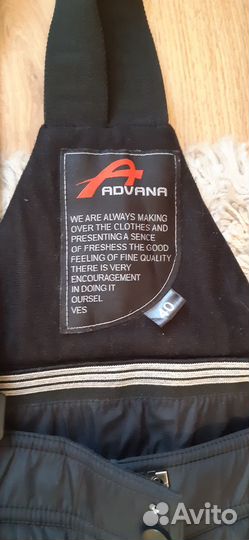 ADVANA
WE ARE ALWAYS MAKING
OVER THE CLOTHES AND
PRESENTING A SENCE
OF FRESHESS THE GOOD
FEELING OF FINE QUALITY
THERE IS VERY
ENCOURAGEMENT
IN DOING IT
OURSEL
VES
40
Avito